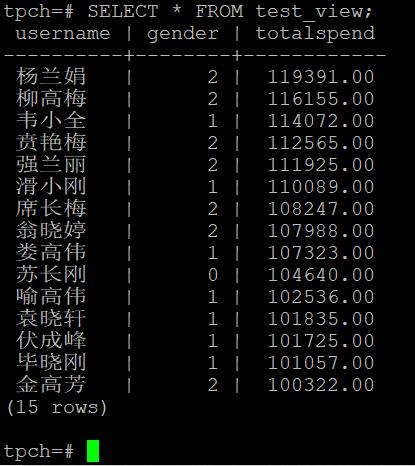 tpch=# SELECT * FROM test_view;
username | gender | totalspend
----------+--------+------------
杨兰娟 | 2 | 119391.00
柳高梅 | 2 | 116155.00
韦小全 | 1 | 114072.00
贲艳梅 | 2 | 112565.00
强兰丽 | 2 | 111925.00
滑小刚 | 1 | 110089.00
席长梅 | 2 | 108247.00
翁晓婷 | 2 | 107988.00
娄高伟 | 1 | 107323.00
苏长刚 | 0 | 104640.00
喻高伟 | 1 | 102536.00
袁晓轩 | 1 | 101835.00
伏成峰 | 1 | 101725.00
毕晓刚 | 1 | 101057.00
金高芳 | 2 | 100322.00
(15 rows)
tpch=#